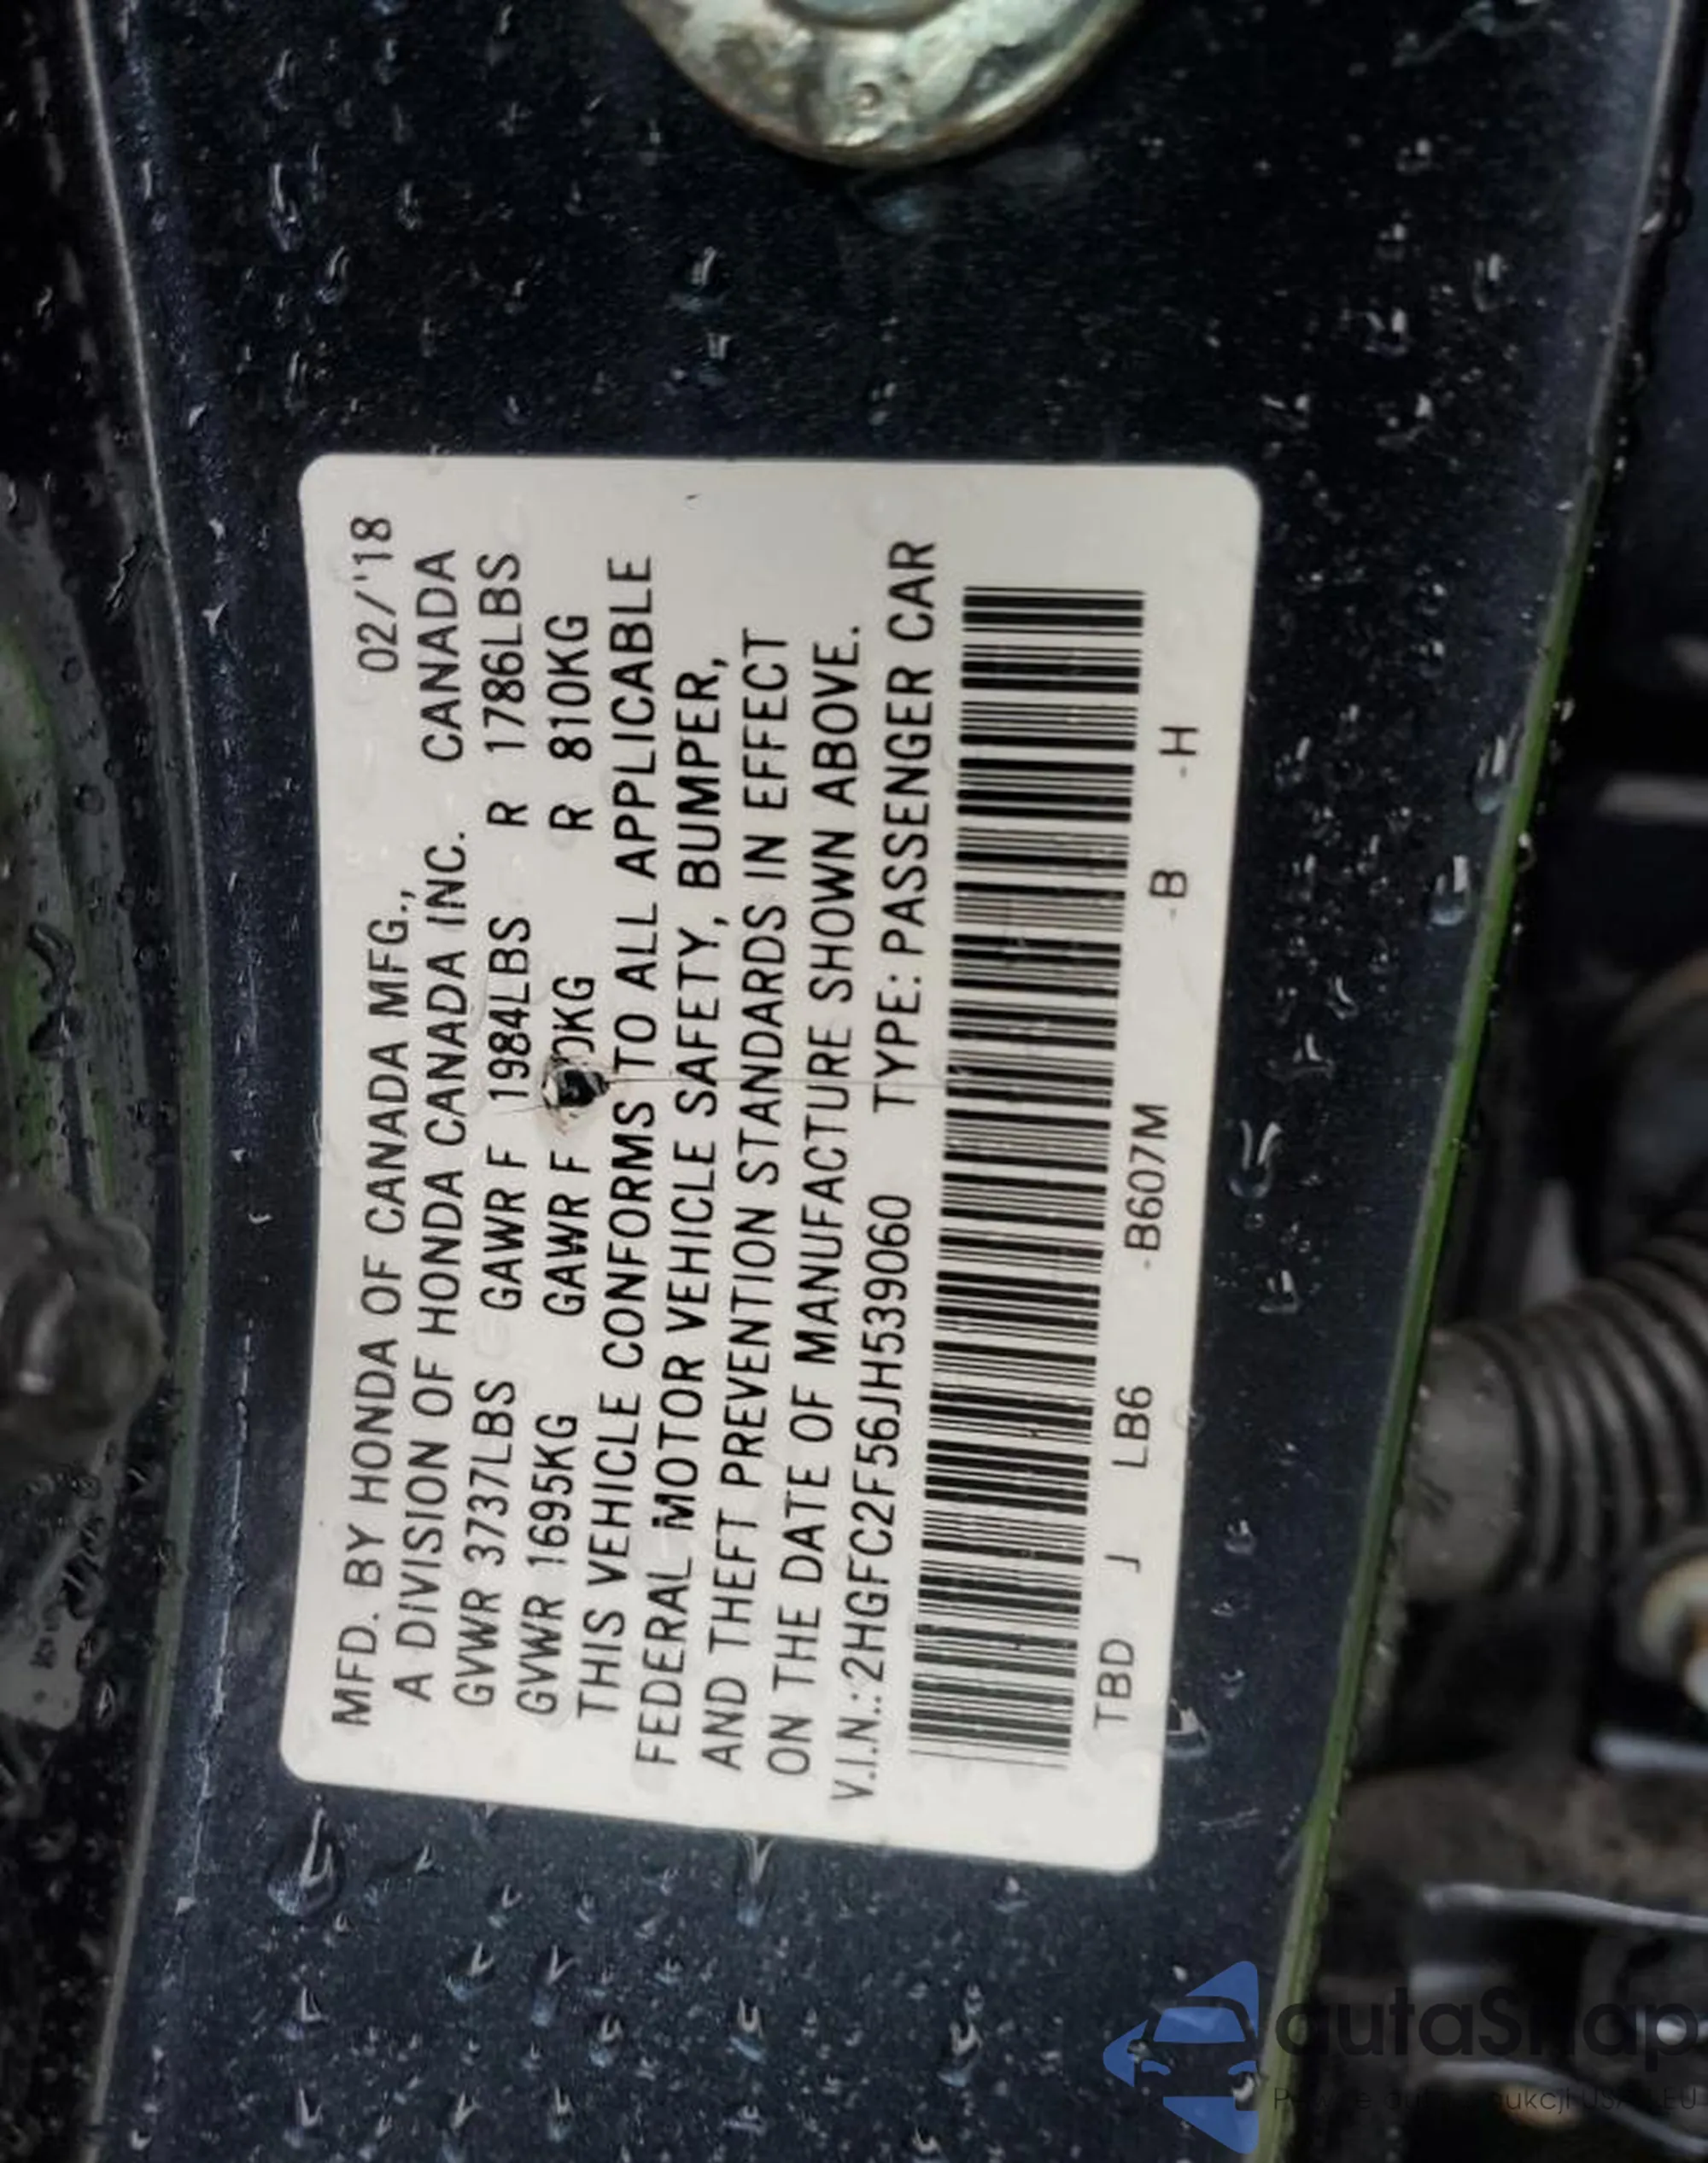 MFD. BY HONDA OF CANADA MFG., 02/'18
A DIVISION OF HONDA CANADA INC. CANADA
GVWR 3737LBS GAWR F 1984LBS R 1786LBS
GVWR 1695KG GAWR F 0KG R 810KG
THIS VEHICLE CONFORMS TO ALL APPLICABLE
FEDERAL MOTOR VEHICLE SAFETY, BUMPER,
AND THEFT PREVENTION STANDARDS IN EFFECT
ON THE DATE OF MANUFACTURE SHOWN ABOVE.
V.I.N.: 2HGFC2F56JH539060 TYPE: PASSENGER CAR
TBD J LB6 -B607M -B -H
autaSnap